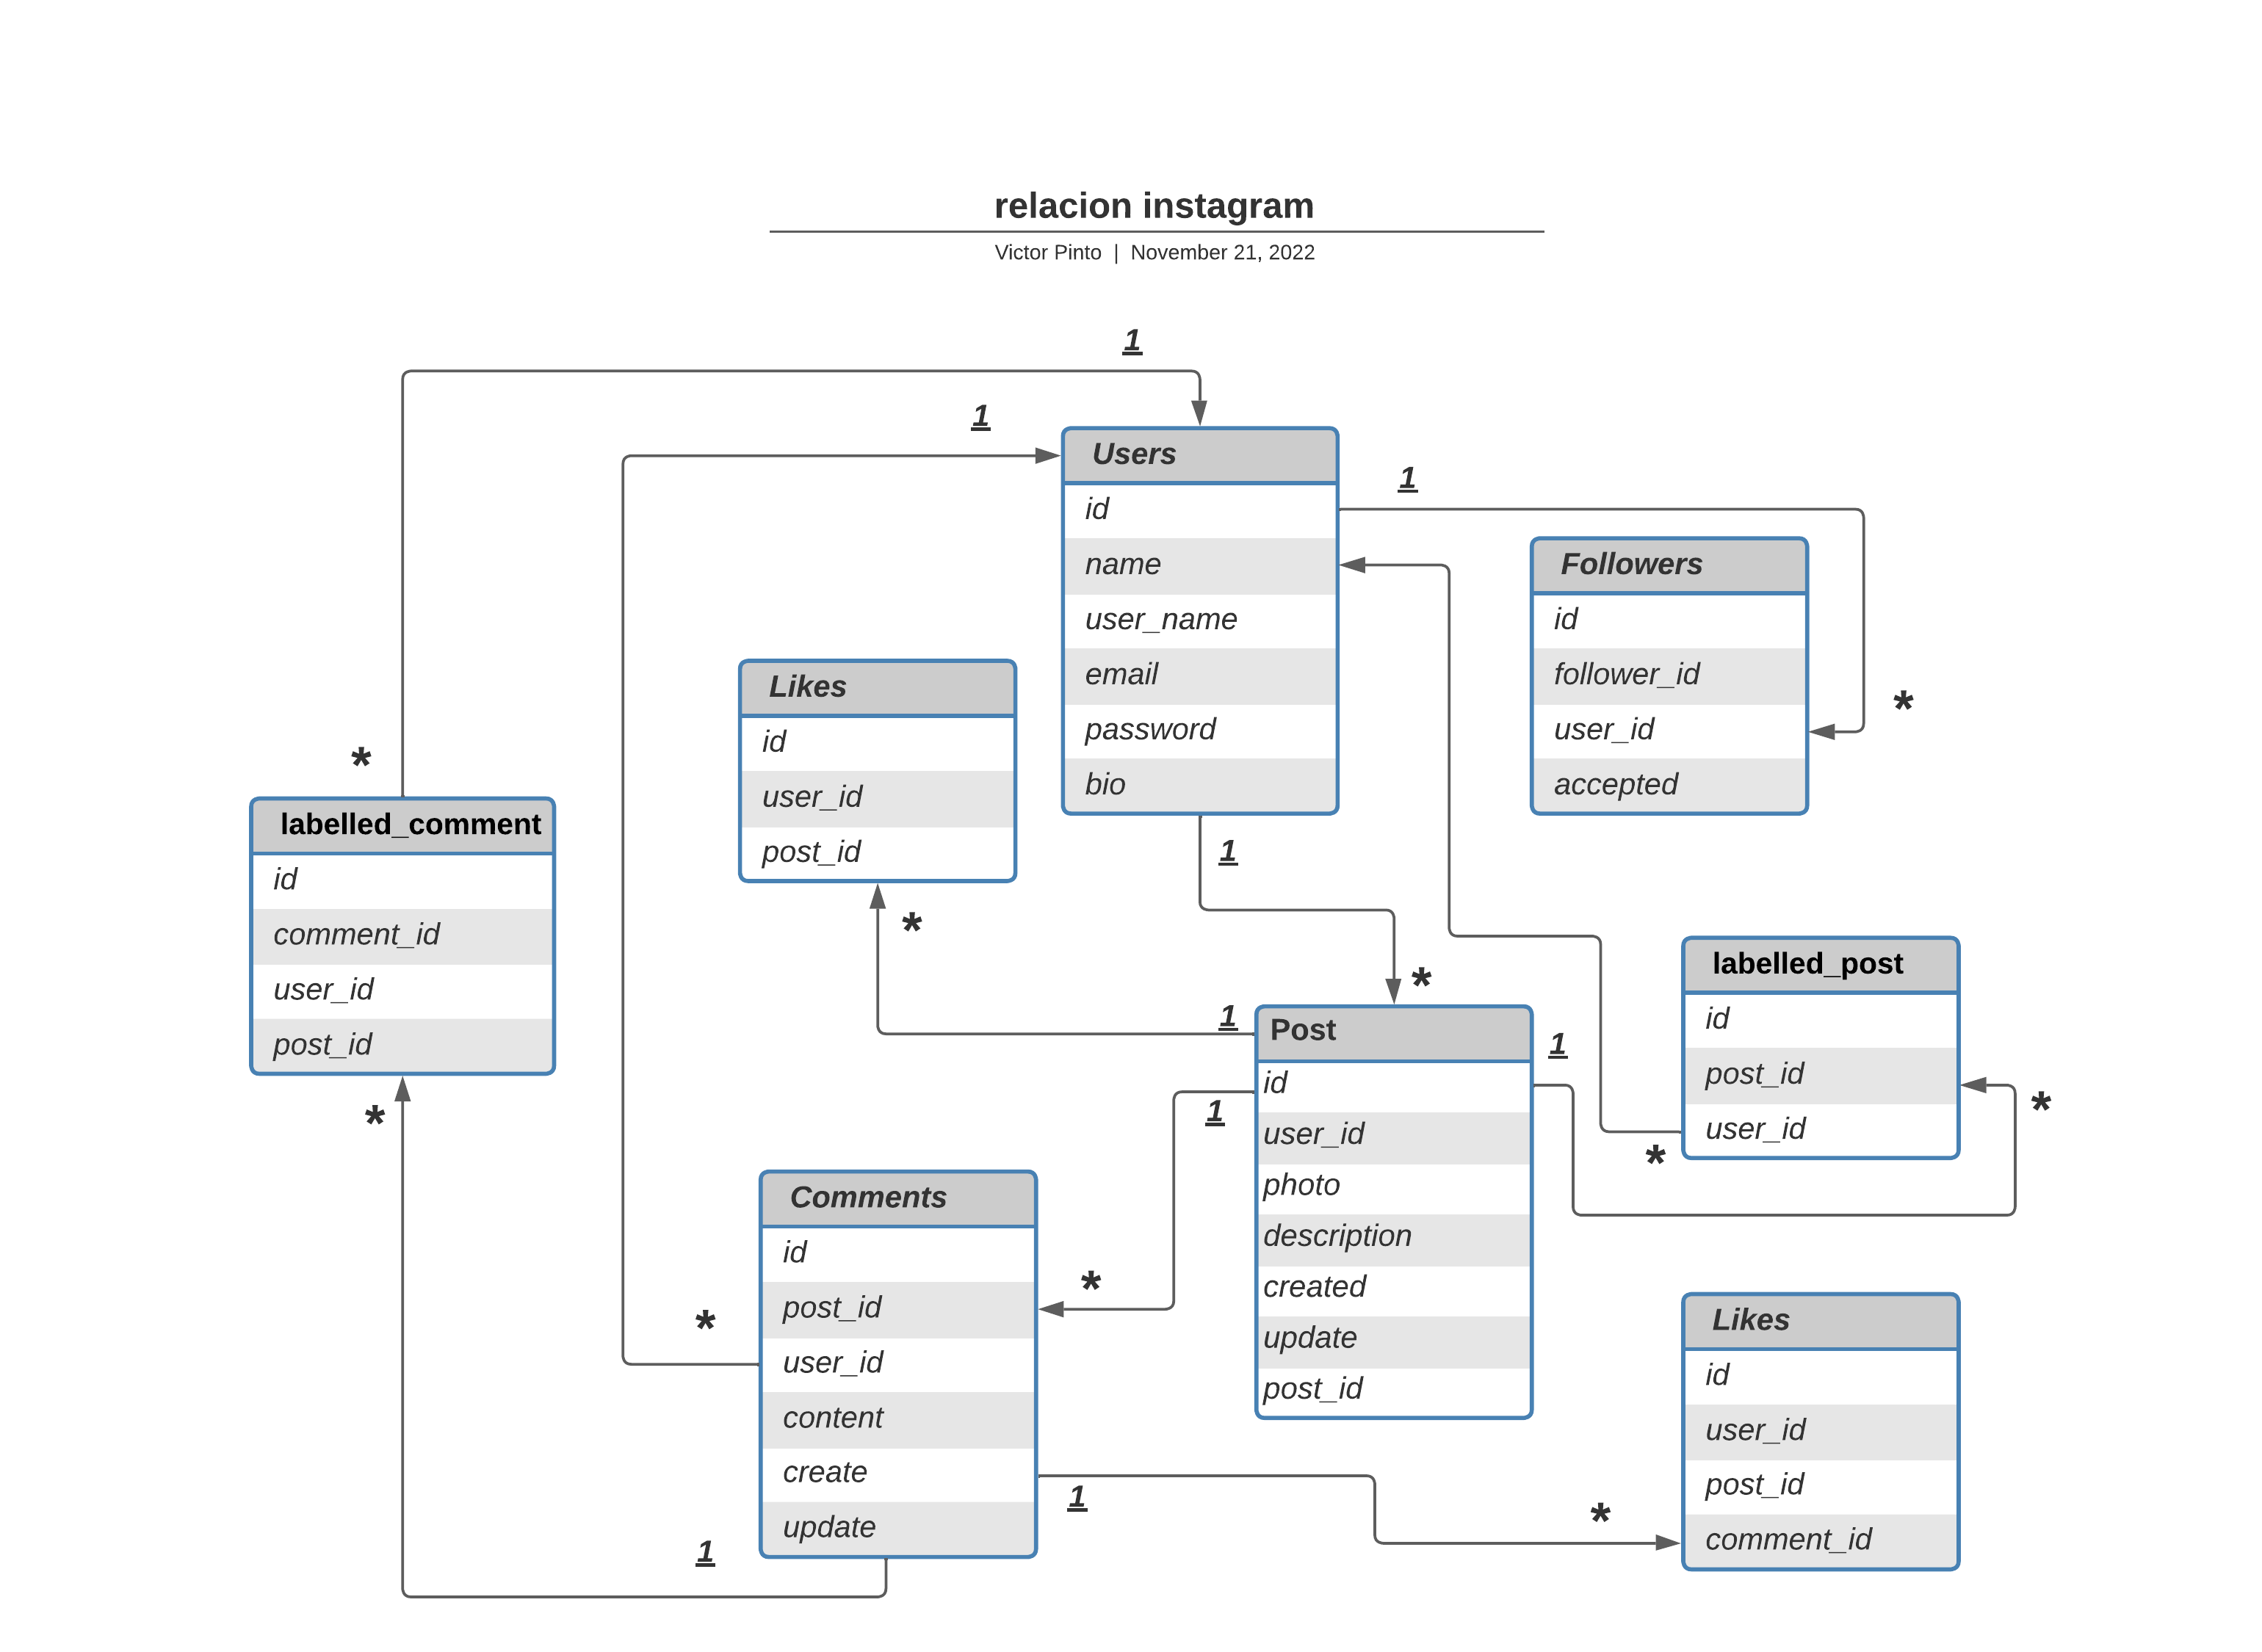 relacion instagram
Victor Pinto | November 21, 2022
1
1
Users
id
name
user_name
email
password
bio
1
Followers
id
follower_id
user_id
accepted
*
Likes
id
user_id
post_id
*
*
labelled_comment
id
comment_id
user_id
post_id
*
1
*
1
Post
id
user_id
photo
description
created
update
post_id
1
1
labelled_post
id
post_id
user_id
*
*
Comments
id
post_id
user_id
content
create
update
*
*
1
1
*
Likes
id
user_id
post_id
comment_id